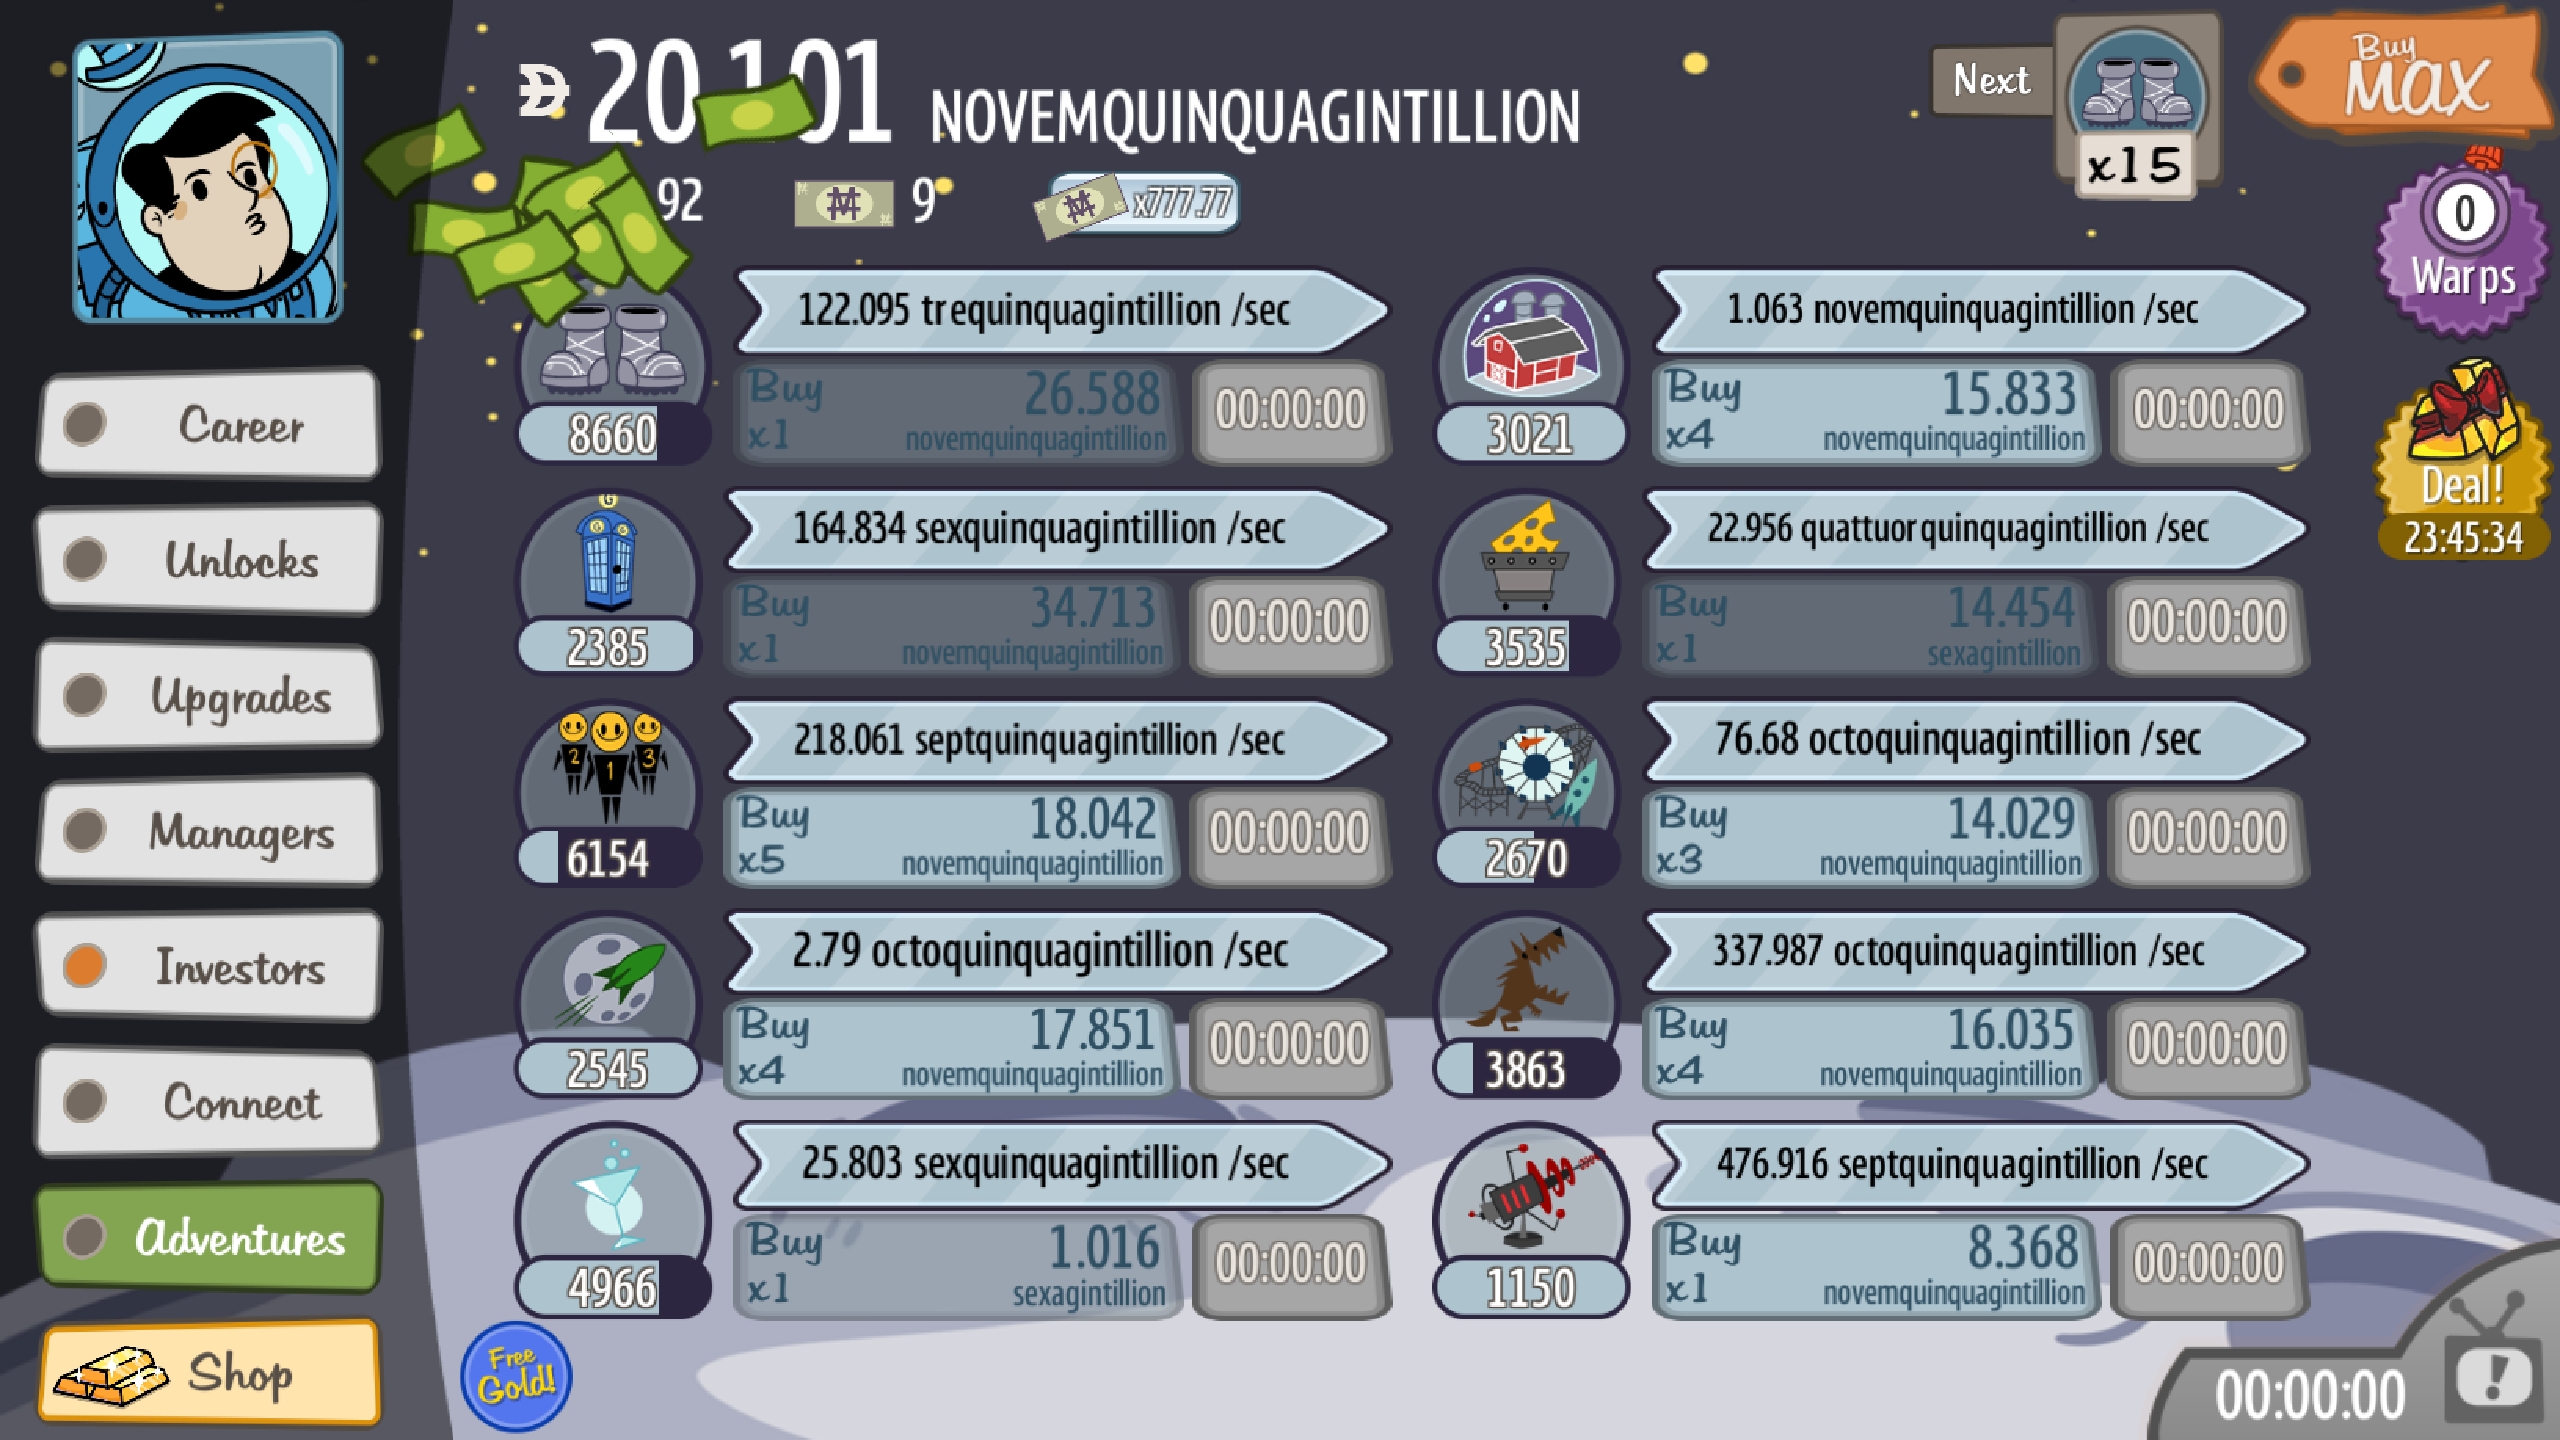 20.101 NOVEMQUINQUAGINTILLION
Next
x15
Buy
MAX
92
9
x777.77
0
Warps
Deal!
23:45:34
Career
Unlocks
Upgrades
Managers
Investors
Connect
Adventures
Shop
Free
Gold!
122.095 trequinquagintillion /sec
8660
Buy 26.588
x1 novemquinquagintillion
00:00:00
1.063 novemquinquagintillion /sec
3021
Buy 15.833
x4 novemquinquagintillion
00:00:00
164.834 sexquinquagintillion /sec
2385
Buy 34.713
x1 novemquinquagintillion
00:00:00
22.956 quattuorquinquagintillion /sec
3535
Buy 14.454
x1 sexagintillion
00:00:00
2 1 3
218.061 septquinquagintillion /sec
6154
Buy 18.042
x5 novemquinquagintillion
00:00:00
76.68 octoquinquagintillion /sec
2670
Buy 14.029
x3 novemquinquagintillion
00:00:00
2.79 octoquinquagintillion /sec
2545
Buy 17.851
x4 novemquinquagintillion
00:00:00
337.987 octoquinquagintillion /sec
3863
Buy 16.035
x4 novemquinquagintillion
00:00:00
25.803 sexquinquagintillion /sec
4966
Buy 1.016
x1 sexagintillion
00:00:00
476.916 septquinquagintillion /sec
1150
Buy 8.368
x1 novemquinquagintillion
00:00:00
00:00:00
!